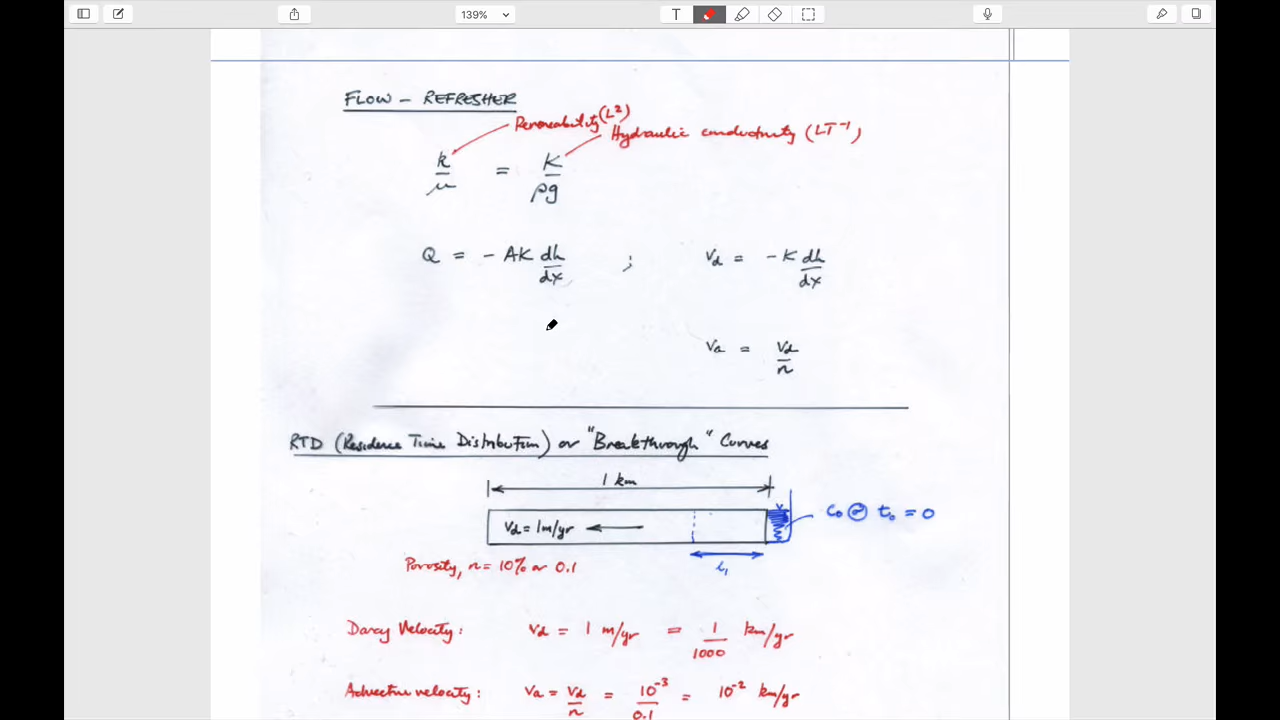 139%
T
FLOW – REFRESHER
Permeability (L²)
Hydraulic conductivity (LT⁻¹)
k/μ = K/ρg
Q = - AK dh/dx ; vd = - K dh/dx
va = vd/n
RTD (Residence Time Distribution) or "Breakthrough" Curves
1 km
vd = 1m/yr
C₀ @ t₀ = 0
l₁
Porosity, n = 10% or 0.1
Darcy Velocity: vd = 1 m/yr = 1/1000 km/yr
Advective velocity: va = vd/n = 10⁻³/0.1 = 10⁻² km/yr